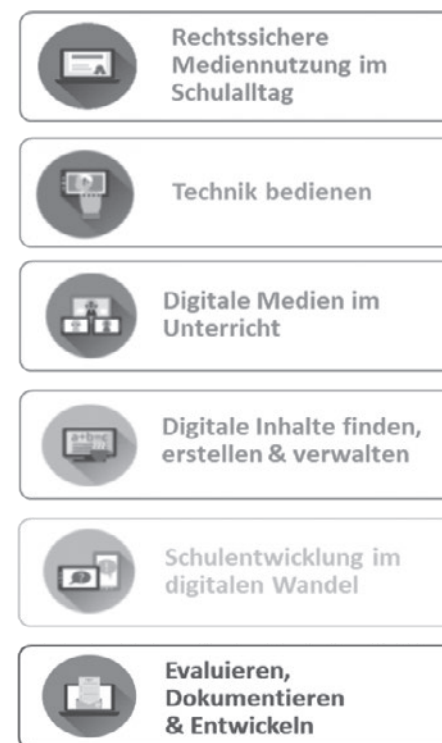 Rechtssichere
Mediennutzung im
Schulalltag
Technik bedienen
Digitale Medien im
Unterricht
a+b=c
Digitale Inhalte finden,
erstellen & verwalten
Schulentwicklung im
digitalen Wandel
Evaluieren,
Dokumentieren
& Entwickeln